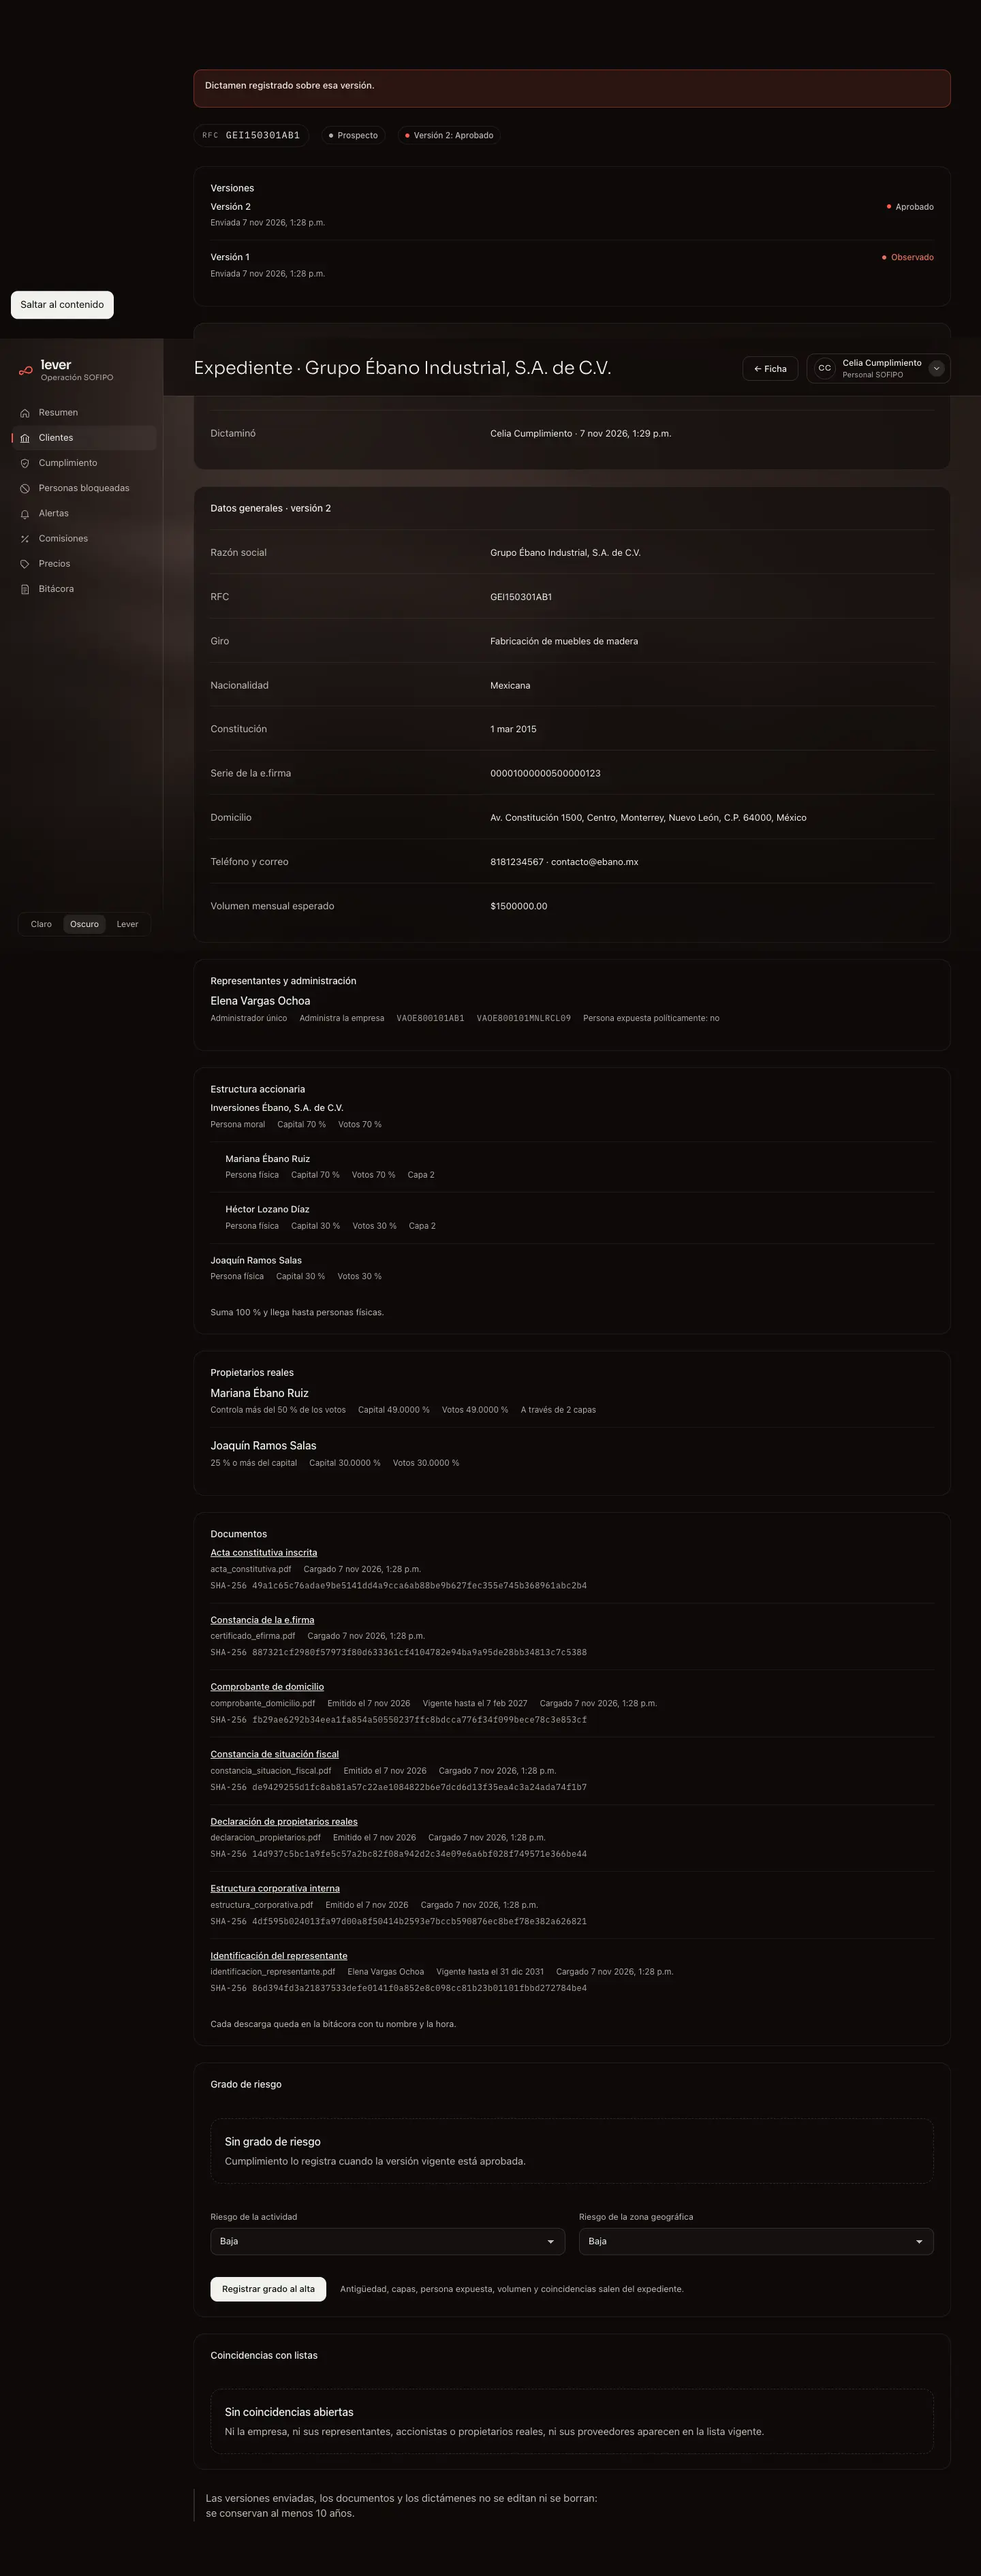 Dictamen registrado sobre esa versión.
RFC GEI150301AB1
Prospecto
Versión 2: Aprobado
Versiones
Versión 2
Aprobado
Enviada 7 nov 2026, 1:28 p.m.
Versión 1
Observado
Enviada 7 nov 2026, 1:28 p.m.
Saltar al contenido
lever
Operación SOFIPO
Resumen
Clientes
Cumplimiento
Personas bloqueadas
Alertas
Comisiones
Precios
Bitácora
Claro
Oscuro
Lever
Expediente · Grupo Ébano Industrial, S.A. de C.V.
← Ficha
CC
Celia Cumplimiento
Personal SOFIPO
Dictaminó
Celia Cumplimiento · 7 nov 2026, 1:29 p.m.
Datos generales · versión 2
Razón social
Grupo Ébano Industrial, S.A. de C.V.
RFC
GEI150301AB1
Giro
Fabricación de muebles de madera
Nacionalidad
Mexicana
Constitución
1 mar 2015
Serie de la e.firma
00001000000500000123
Domicilio
Av. Constitución 1500, Centro, Monterrey, Nuevo León, C.P. 64000, México
Teléfono y correo
8181234567 · contacto@ebano.mx
Volumen mensual esperado
$1500000.00
Representantes y administración
Elena Vargas Ochoa
Administrador único Administra la empresa VAOE800101AB1 VAOE800101MNLRCL09 Persona expuesta políticamente: no
Estructura accionaria
Inversiones Ébano, S.A. de C.V.
Persona moral Capital 70 % Votos 70 %
Mariana Ébano Ruiz
Persona física Capital 70 % Votos 70 % Capa 2
Héctor Lozano Díaz
Persona física Capital 30 % Votos 30 % Capa 2
Joaquín Ramos Salas
Persona física Capital 30 % Votos 30 %
Suma 100 % y llega hasta personas físicas.
Propietarios reales
Mariana Ébano Ruiz
Controla más del 50 % de los votos Capital 49.0000 % Votos 49.0000 % A través de 2 capas
Joaquín Ramos Salas
25 % o más del capital Capital 30.0000 % Votos 30.0000 %
Documentos
Acta constitutiva inscrita
acta_constitutiva.pdf Cargado 7 nov 2026, 1:28 p.m.
SHA-256 49a1c65c76adae9be5141dd4a9cca6ab88be9b627fec355e745b368961abc2b4
Constancia de la e.firma
certificado_efirma.pdf Cargado 7 nov 2026, 1:28 p.m.
SHA-256 887321cf2980f57973f80d633361cf4104782e94ba9a95de28bb34813c7c5388
Comprobante de domicilio
comprobante_domicilio.pdf Emitido el 7 nov 2026 Vigente hasta el 7 feb 2027 Cargado 7 nov 2026, 1:28 p.m.
SHA-256 fb29ae6292b34eea1fa854a50550237ffc8bdcca776f34f099bece78c3e853cf
Constancia de situación fiscal
constancia_situacion_fiscal.pdf Emitido el 7 nov 2026 Cargado 7 nov 2026, 1:28 p.m.
SHA-256 de9429255d1fc8ab81a57c22ae1084822b6e7dcd6d13f35ea4c3a24ada74f1b7
Declaración de propietarios reales
declaracion_propietarios.pdf Emitido el 7 nov 2026 Cargado 7 nov 2026, 1:28 p.m.
SHA-256 14d937c5bc1a9fe5c57a2bc82f08a942d2c34e09e6a6bf028f749571e366be44
Estructura corporativa interna
estructura_corporativa.pdf Emitido el 7 nov 2026 Cargado 7 nov 2026, 1:28 p.m.
SHA-256 4df595b024013fa97d00a8f50414b2593e7bccb590876ec8bef78e382a626821
Identificación del representante
identificacion_representante.pdf Elena Vargas Ochoa Vigente hasta el 31 dic 2031 Cargado 7 nov 2026, 1:28 p.m.
SHA-256 86d394fd3a21837533defe0141f0a852e8c098cc81b23b01101fbbd272784be4
Cada descarga queda en la bitácora con tu nombre y la hora.
Grado de riesgo
Sin grado de riesgo
Cumplimiento lo registra cuando la versión vigente está aprobada.
Riesgo de la actividad
Riesgo de la zona geográfica
Baja
Baja
Registrar grado al alta
Antigüedad, capas, persona expuesta, volumen y coincidencias salen del expediente.
Coincidencias con listas
Sin coincidencias abiertas
Ni la empresa, ni sus representantes, accionistas o propietarios reales, ni sus proveedores aparecen en la lista vigente.
Las versiones enviadas, los documentos y los dictámenes no se editan ni se borran:
se conservan al menos 10 años.